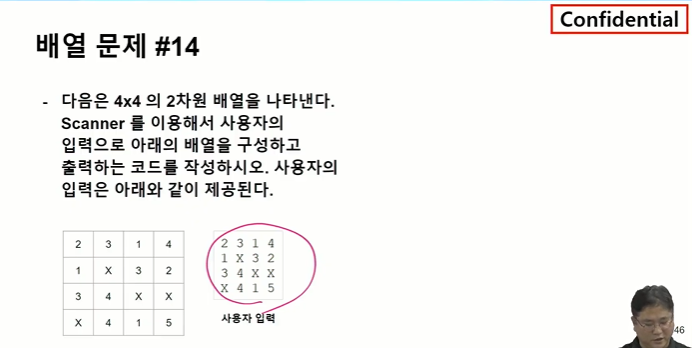 Confidential
배열 문제 #14
- 다음은 4x4 의 2차원 배열을 나타낸다.
Scanner 를 이용해서 사용자의
입력으로 아래의 배열을 구성하고
출력하는 코드를 작성하시오. 사용자의
입력은 아래와 같이 제공된다.
2 3 1 4
1 X 3 2
3 4 X X
X 4 1 5
2 3 1 4
1 X 3 2
3 4 X X
X 4 1 5
사용자 입력
46